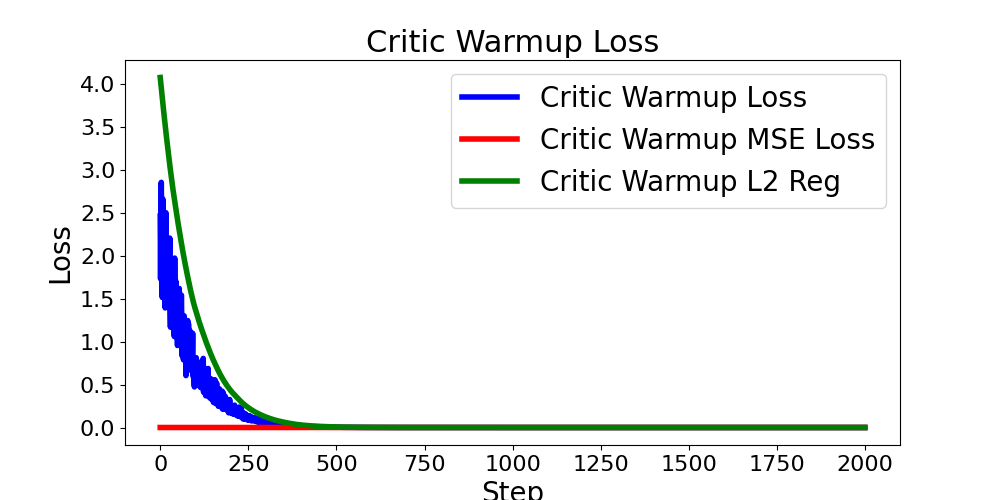 Critic Warmup Loss
Critic Warmup Loss
Critic Warmup MSE Loss
Critic Warmup L2 Reg
Loss
4.0
3.5
3.0
2.5
2.0
1.5
1.0
0.5
0.0
0 250 500 750 1000 1250 1500 1750 2000
Step